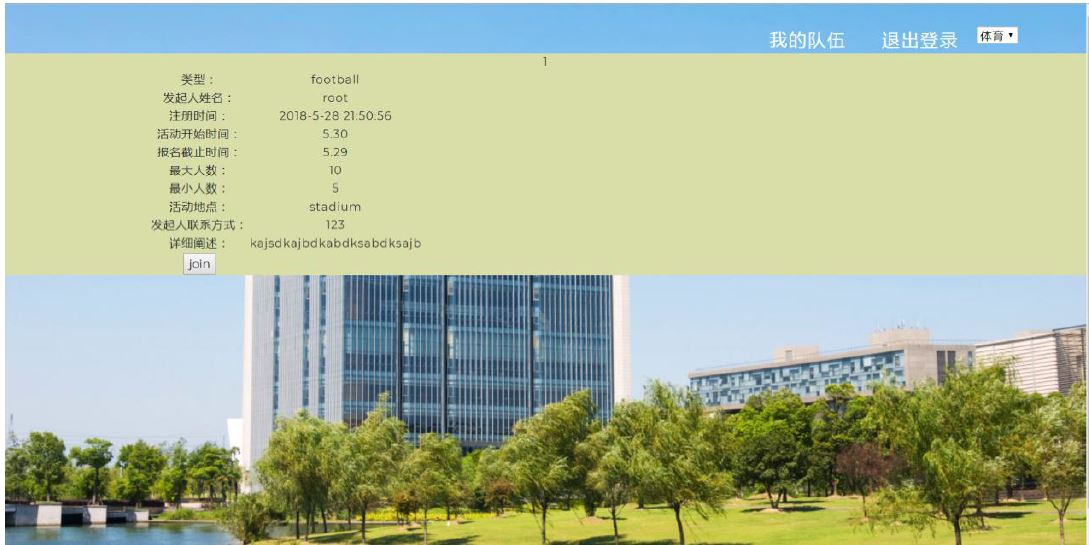 我的队伍 退出登录 体育
1
类型： football
发起人姓名： root
注册时间： 2018-5-28 21:50:56
活动开始时间： 5.30
报名截止时间： 5.29
最大人数： 10
最小人数： 5
活动地点： stadium
发起人联系方式： 123
详细阐述： kajsdkajbdkabdksabdksajb
join